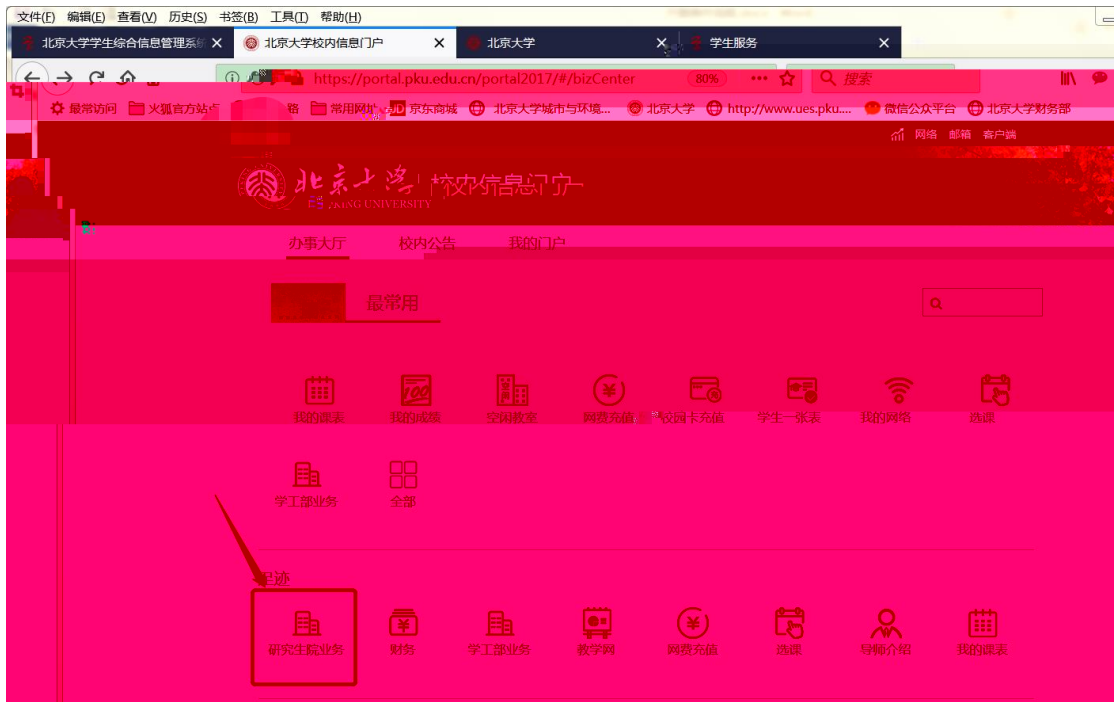 文件(F) 编辑(E) 查看(V) 历史(S) 书签(B) 工具(T) 帮助(H)
北京大学学生综合信息管理系统 × 北京大学校内信息门户 × 北京大学 × 学生服务 ×
https://portal.pku.edu.cn/portal2017/#/bizCenter 80% ••• 搜索
最常访问 火狐官方站点 常用网址 JD 京东商城 北京大学城市与环境... 北京大学 http://www.ues.pku.... 微信公众平台 北京大学财务部
网络 邮箱 客户端
北京大学 校内信息门户
UNIVERSITY
办事大厅 校内公告 我的门户
最常用
我的课表 我的成绩 空闲教室 网费充值 校园卡充值 学生一张表 我的网络 选课
学工部业务 全部
足迹
研究生院业务 财务 学工部业务 教学网 网费充值 选课 导师介绍 我的课表